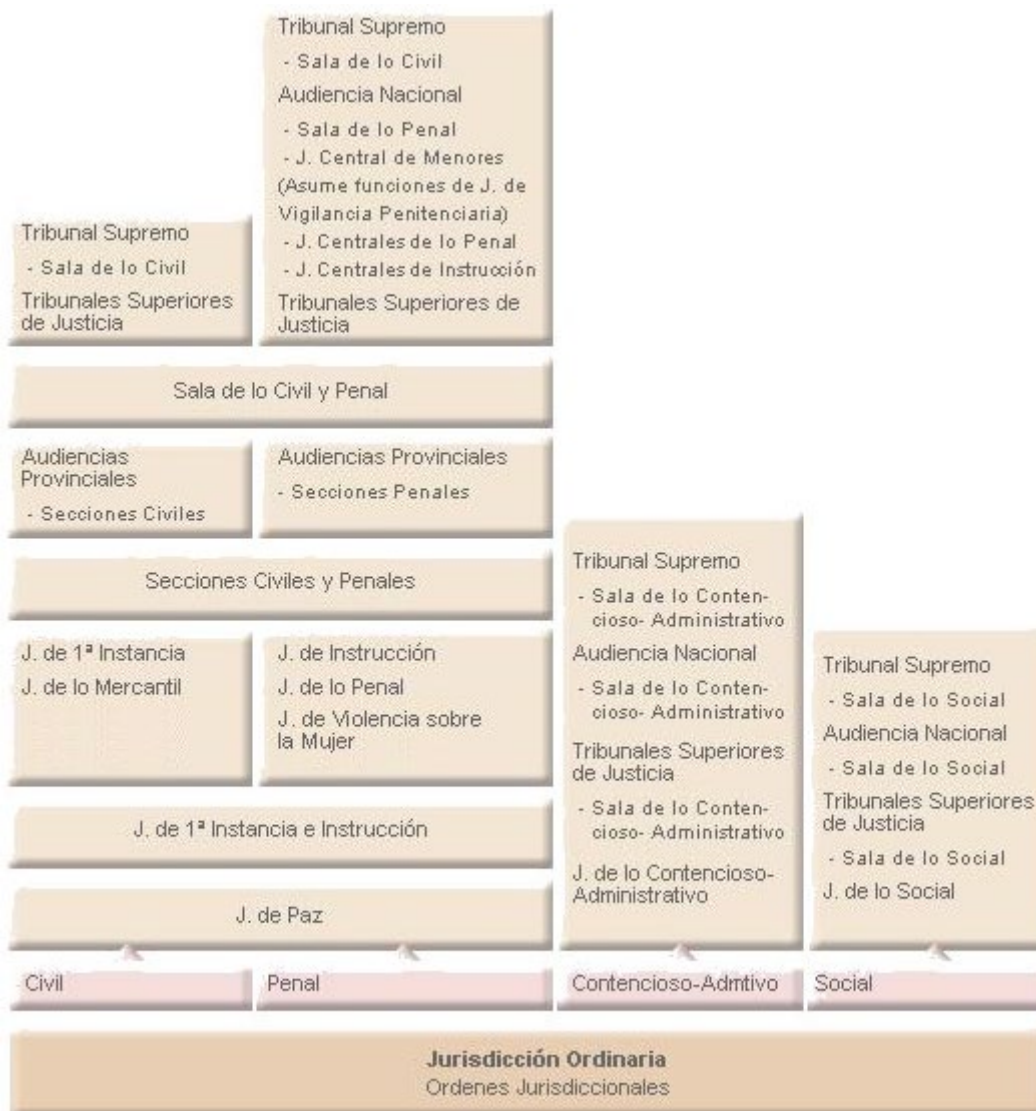 Tribunal Supremo
- Sala de lo Civil
Tribunales Superiores
de Justicia
Tribunal Supremo
- Sala de lo Civil
Audiencia Nacional
- Sala de lo Penal
- J. Central de Menores
(Asume funciones de J. de
Vigilancia Penitenciaria)
- J. Centrales de lo Penal
- J. Centrales de Instrucción
Tribunales Superiores de
Justicia
Sala de lo Civil y Penal
Audiencias
Provinciales
- Secciones Civiles
Audiencias Provinciales
- Secciones Penales
Secciones Civiles y Penales
J. de 1ª Instancia
J. de lo Mercantil
J. de Instrucción
J. de lo Penal
J. de Violencia sobre
la Mujer
J. de 1ª Instancia e Instrucción
J. de Paz
Tribunal Supremo
- Sala de lo Conten-
cioso- Administrativo
Audiencia Nacional
- Sala de lo Conten-
cioso- Administrativo
Tribunales Superiores
de Justicia
- Sala de lo Conten-
cioso- Administrativo
J. de lo Contencioso-
Administrativo
Tribunal Supremo
- Sala de lo Social
Audiencia Nacional
- Sala de lo Social
Tribunales Superiores
de Justicia
- Sala de lo Social
J. de lo Social
Civil
Penal
Contencioso-Admtivo
Social
Jurisdicción Ordinaria
Ordenes Jurisdiccionales